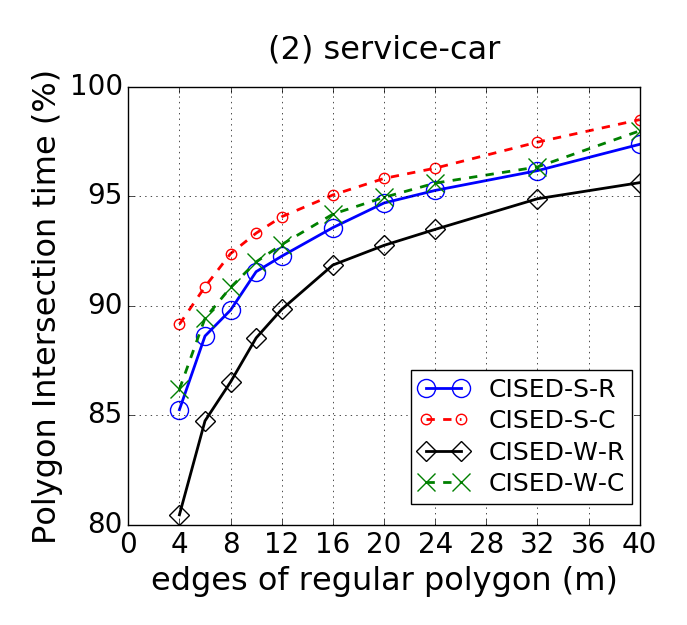 (2) service-car
Polygon Intersection time (%)
100
95
90
85
80
0 4 8 12 16 20 24 28 32 36 40
edges of regular polygon (m)
CISED-S-R
CISED-S-C
CISED-W-R
CISED-W-C